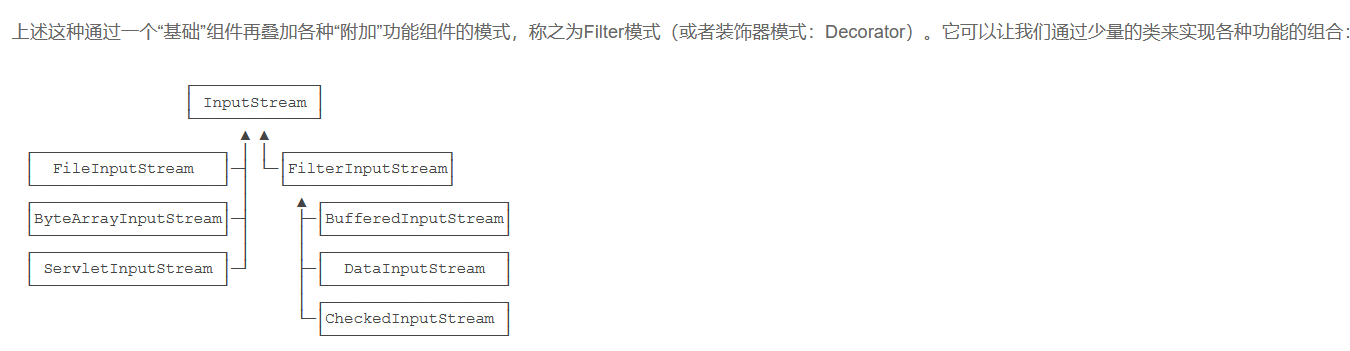 上述这种通过一个“基础”组件再叠加各种“附加”功能组件的模式，称之为Filter模式（或者装饰器模式：Decorator）。它可以让我们通过少量的类来实现各种功能的组合：
InputStream
FileInputStream
FilterInputStream
ByteArrayInputStream
BufferedInputStream
ServletInputStream
DataInputStream
CheckedInputStream